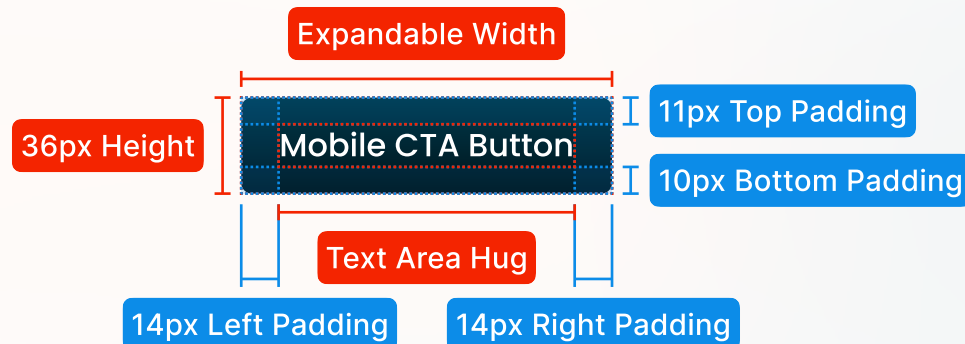 Expandable Width
11px Top Padding
36px Height
Mobile CTA Button
10px Bottom Padding
Text Area Hug
14px Left Padding
14px Right Padding